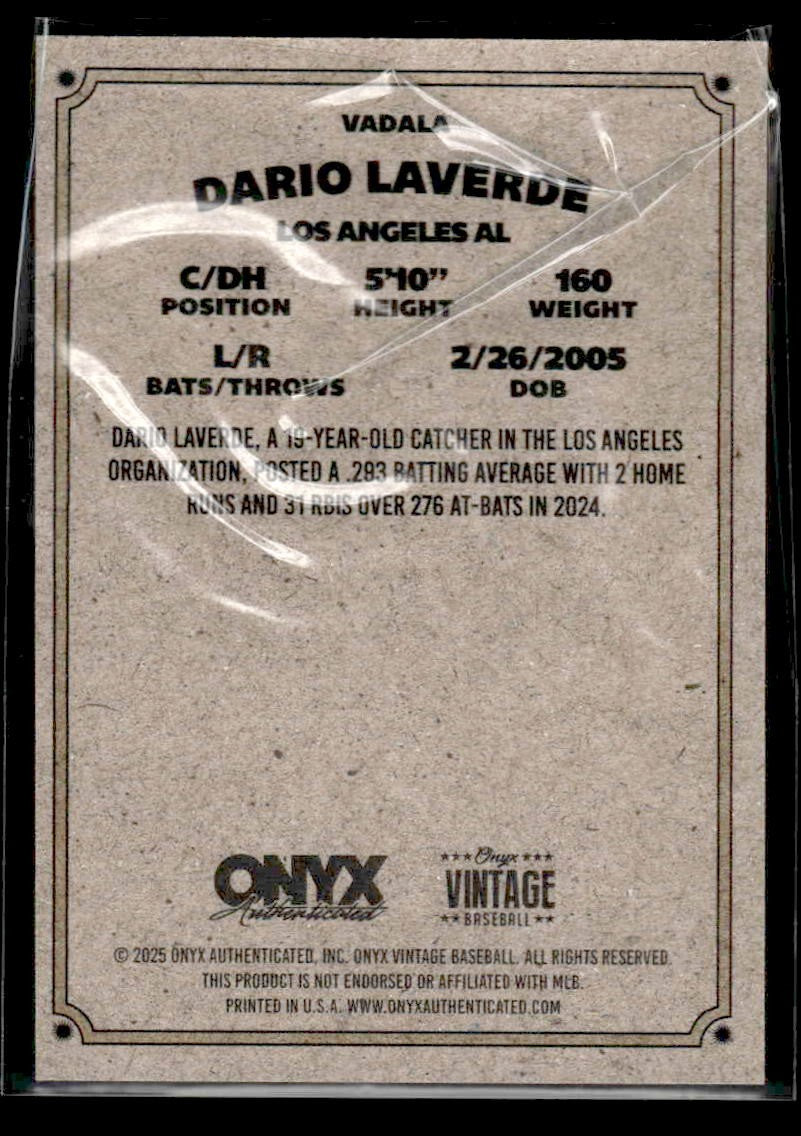 VADALA
DARIO LAVERDE
LOS ANGELES AL
C/DH 5'10" 160
POSITION HEIGHT WEIGHT
L/R 2/26/2005
BATS/THROWS DOB
DARIO LAVERDE, A 19-YEAR-OLD CATCHER IN THE LOS ANGELES
ORGANIZATION, POSTED A .283 BATTING AVERAGE WITH 2 HOME
RUNS AND 31 RBIS OVER 276 AT-BATS IN 2024.
ONYX
Authenticated
Onyx
VINTAGE
BASEBALL
© 2025 ONYX AUTHENTICATED, INC. ONYX VINTAGE BASEBALL. ALL RIGHTS RESERVED.
THIS PRODUCT IS NOT ENDORSED OR AFFILIATED WITH MLB.
PRINTED IN U.S.A. WWW.ONYXAUTHENTICATED.COM